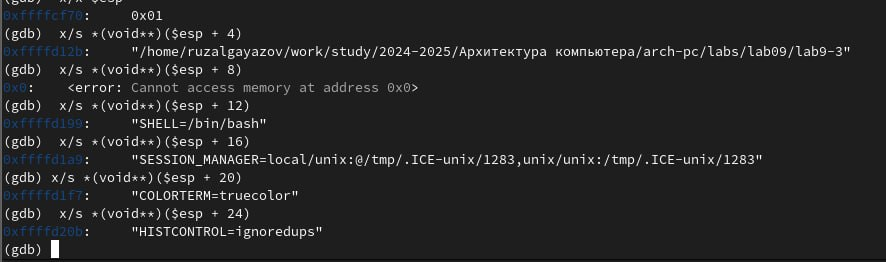 (gdb) x/x $esp
0xffffcf70:     0x01
(gdb)  x/s *(void**)($esp + 4)
0xffffd12b:     "/home/ruzalgayazov/work/study/2024-2025/Архитектура компьютера/arch-pc/labs/lab09/lab9-3"
(gdb)  x/s *(void**)($esp + 8)
0x0:    <error: Cannot access memory at address 0x0>
(gdb)  x/s *(void**)($esp + 12)
0xffffd199:     "SHELL=/bin/bash"
(gdb)  x/s *(void**)($esp + 16)
0xffffd1a9:     "SESSION_MANAGER=local/unix:@/tmp/.ICE-unix/1283,unix/unix:/tmp/.ICE-unix/1283"
(gdb) x/s *(void**)($esp + 20)
0xffffd1f7:     "COLORTERM=truecolor"
(gdb)  x/s *(void**)($esp + 24)
0xffffd20b:     "HISTCONTROL=ignoredups"
(gdb)